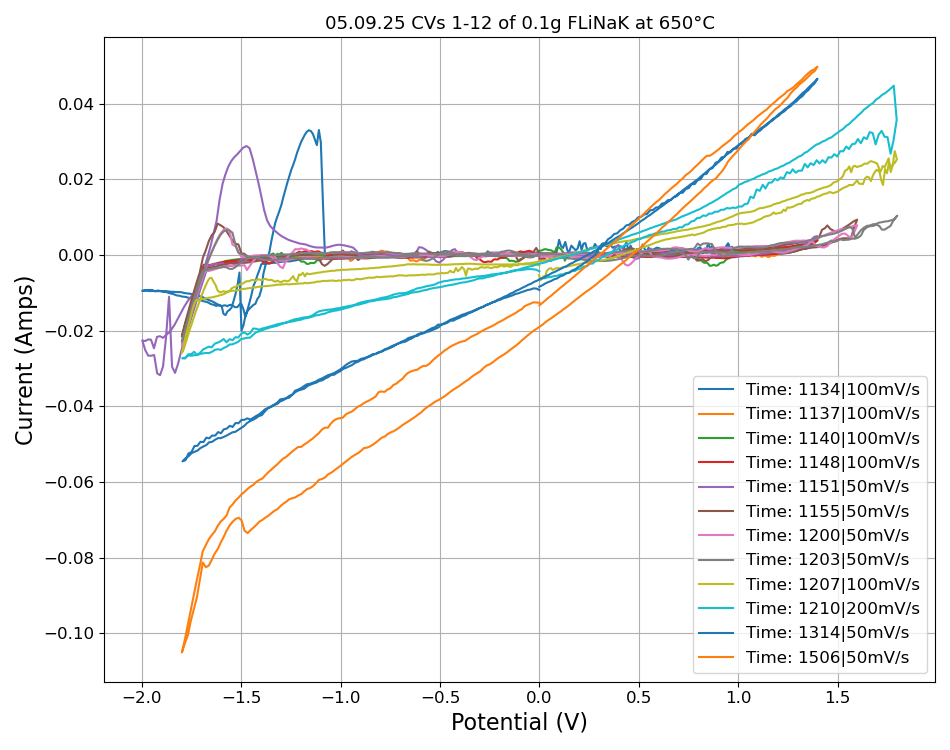 05.09.25 CVs 1-12 of 0.1g FLiNaK at 650°C
Current (Amps)
0.04
0.02
0.00
−0.02
−0.04
−0.06
−0.08
−0.10
Time: 1134|100mV/s
Time: 1137|100mV/s
Time: 1140|100mV/s
Time: 1148|100mV/s
Time: 1151|50mV/s
Time: 1155|50mV/s
Time: 1200|50mV/s
Time: 1203|50mV/s
Time: 1207|100mV/s
Time: 1210|200mV/s
Time: 1314|50mV/s
Time: 1506|50mV/s
−2.0 −1.5 −1.0 −0.5 0.0 0.5 1.0 1.5
Potential (V)